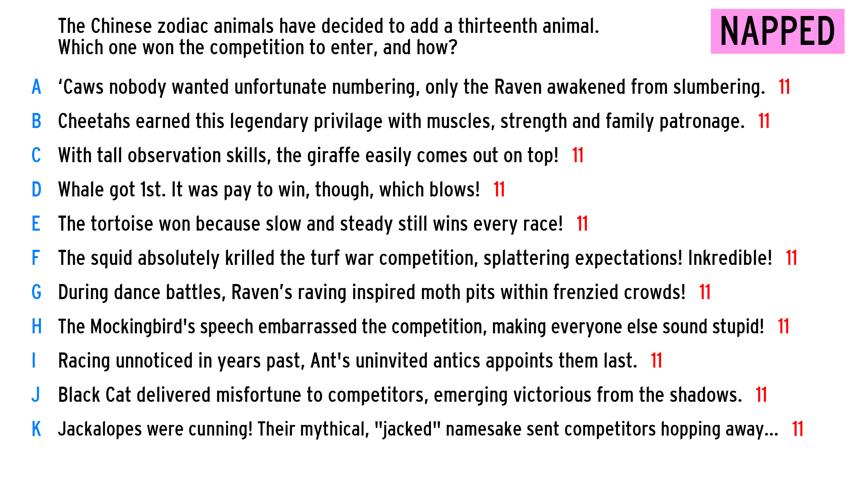 The Chinese zodiac animals have decided to add a thirteenth animal.
Which one won the competition to enter, and how?
NAPPED
A ‘Caws nobody wanted unfortunate numbering, only the Raven awakened from slumbering. 11
B Cheetahs earned this legendary privilage with muscles, strength and family patronage. 11
C With tall observation skills, the giraffe easily comes out on top! 11
D Whale got 1st. It was pay to win, though, which blows! 11
E The tortoise won because slow and steady still wins every race! 11
F The squid absolutely krilled the turf war competition, splattering expectations! Inkredible! 11
G During dance battles, Raven’s raving inspired moth pits within frenzied crowds! 11
H The Mockingbird's speech embarrassed the competition, making everyone else sound stupid! 11
I Racing unnoticed in years past, Ant's uninvited antics appoints them last. 11
J Black Cat delivered misfortune to competitors, emerging victorious from the shadows. 11
K Jackalopes were cunning! Their mythical, "jacked" namesake sent competitors hopping away... 11